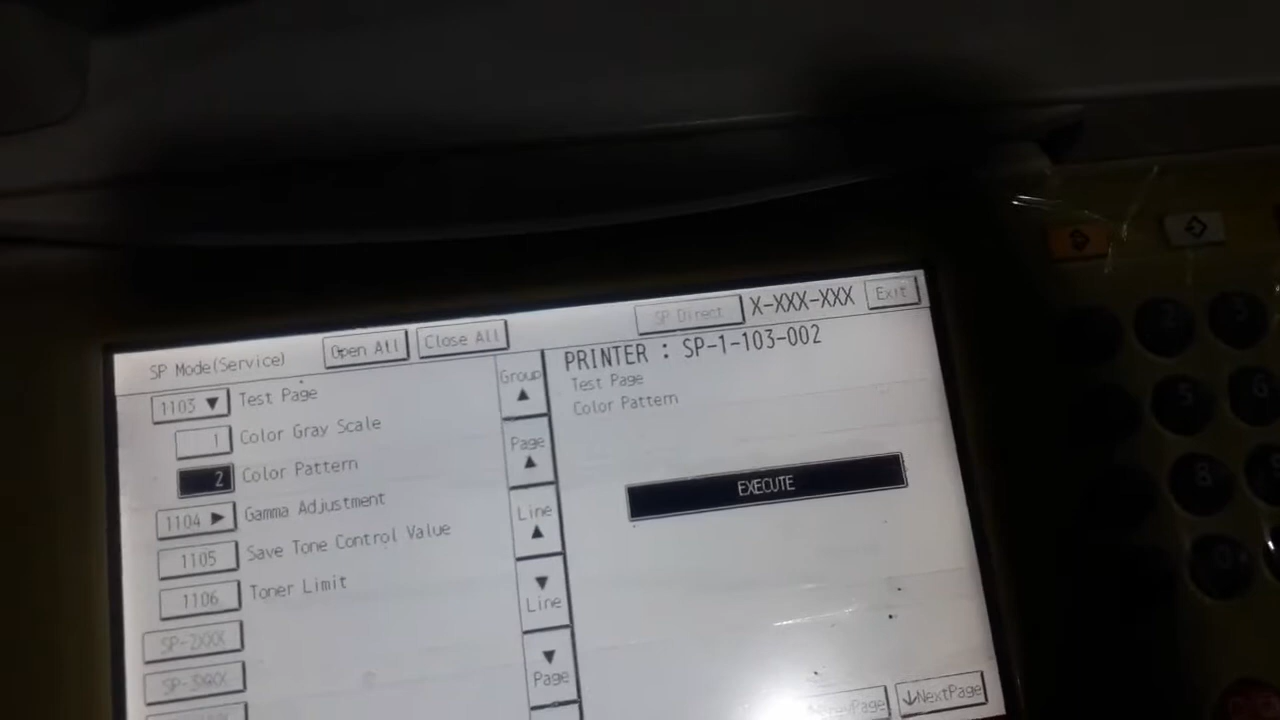 SP Mode(Service) Open All Close All SP Direct X-XXX-XXX Exit
1103 ▼ Test Page
1 Color Gray Scale
2 Color Pattern
1104 ▶ Gamma Adjustment
1105 Save Tone Control Value
1106 Toner Limit
SP-2XXX
SP-3XXX
Group
▲
Page
▲
Line
▲
▼
Line
▼
Page
PRINTER : SP-1-103-002
Test Page
Color Pattern
EXECUTE
PrevPage ↓NextPage